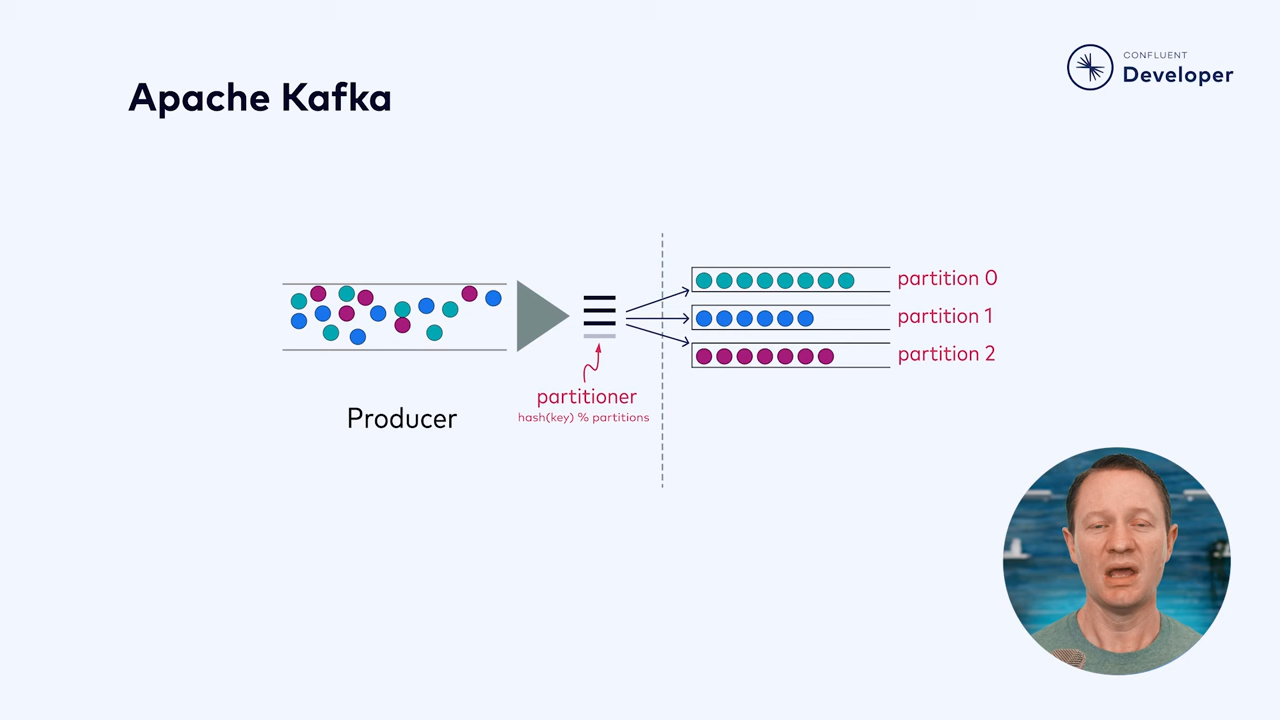 CONFLUENT
Developer
Apache Kafka
partition 0
partition 1
partition 2
partitioner
hash(key) % partitions
Producer